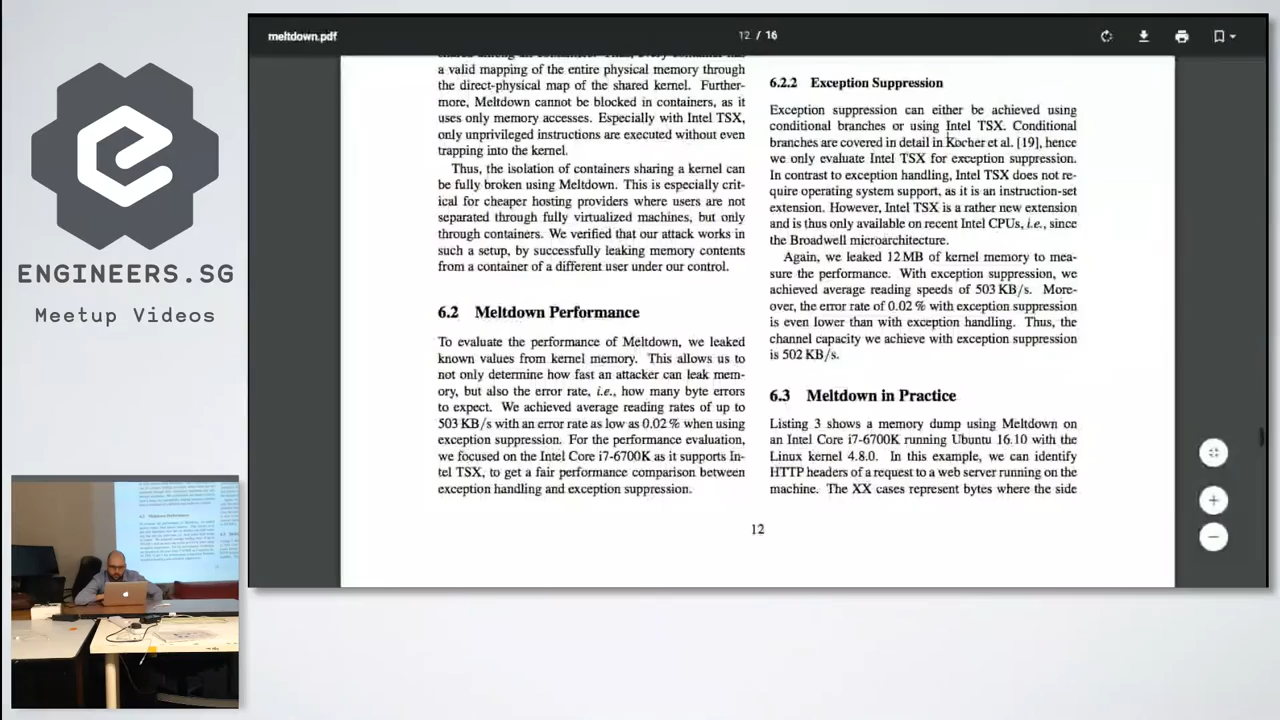 meltdown.pdf
12 / 16
ENGINEERS.SG
Meetup Videos
a valid mapping of the entire physical memory through
the direct-physical map of the shared kernel. Further-
more, Meltdown cannot be blocked in containers, as it
uses only memory accesses. Especially with Intel TSX,
only unprivileged instructions are executed without even
trapping into the kernel.
Thus, the isolation of containers sharing a kernel can
be fully broken using Meltdown. This is especially crit-
ical for cheaper hosting providers where users are not
separated through fully virtualized machines, but only
through containers. We verified that our attack works in
such a setup, by successfully leaking memory contents
from a container of a different user under our control.
6.2 Meltdown Performance
To evaluate the performance of Meltdown, we leaked
known values from kernel memory. This allows us to
not only determine how fast an attacker can leak mem-
ory, but also the error rate, i.e., how many byte errors
to expect. We achieved average reading rates of up to
503 KB/s with an error rate as low as 0.02 % when using
exception suppression. For the performance evaluation,
we focused on the Intel Core i7-6700K as it supports In-
tel TSX, to get a fair performance comparison between
exception handling and exception suppression.
6.2.2 Exception Suppression
Exception suppression can either be achieved using
conditional branches or using Intel TSX. Conditional
branches are covered in detail in Kocher et al. [19], hence
we only evaluate Intel TSX for exception suppression.
In contrast to exception handling, Intel TSX does not re-
quire operating system support, as it is an instruction-set
extension. However, Intel TSX is a rather new extension
and is thus only available on recent Intel CPUs, i.e., since
the Broadwell microarchitecture.
Again, we leaked 12 MB of kernel memory to mea-
sure the performance. With exception suppression, we
achieved average reading speeds of 503 KB/s. More-
over, the error rate of 0.02 % with exception suppression
is even lower than with exception handling. Thus, the
channel capacity we achieve with exception suppression
is 502 KB/s.
6.3 Meltdown in Practice
Listing 3 shows a memory dump using Meltdown on
an Intel Core i7-6700K running Ubuntu 16.10 with the
Linux kernel 4.8.0. In this example, we can identify
HTTP headers of a request to a web server running on the
machine. The XX cases represent bytes where the side
12